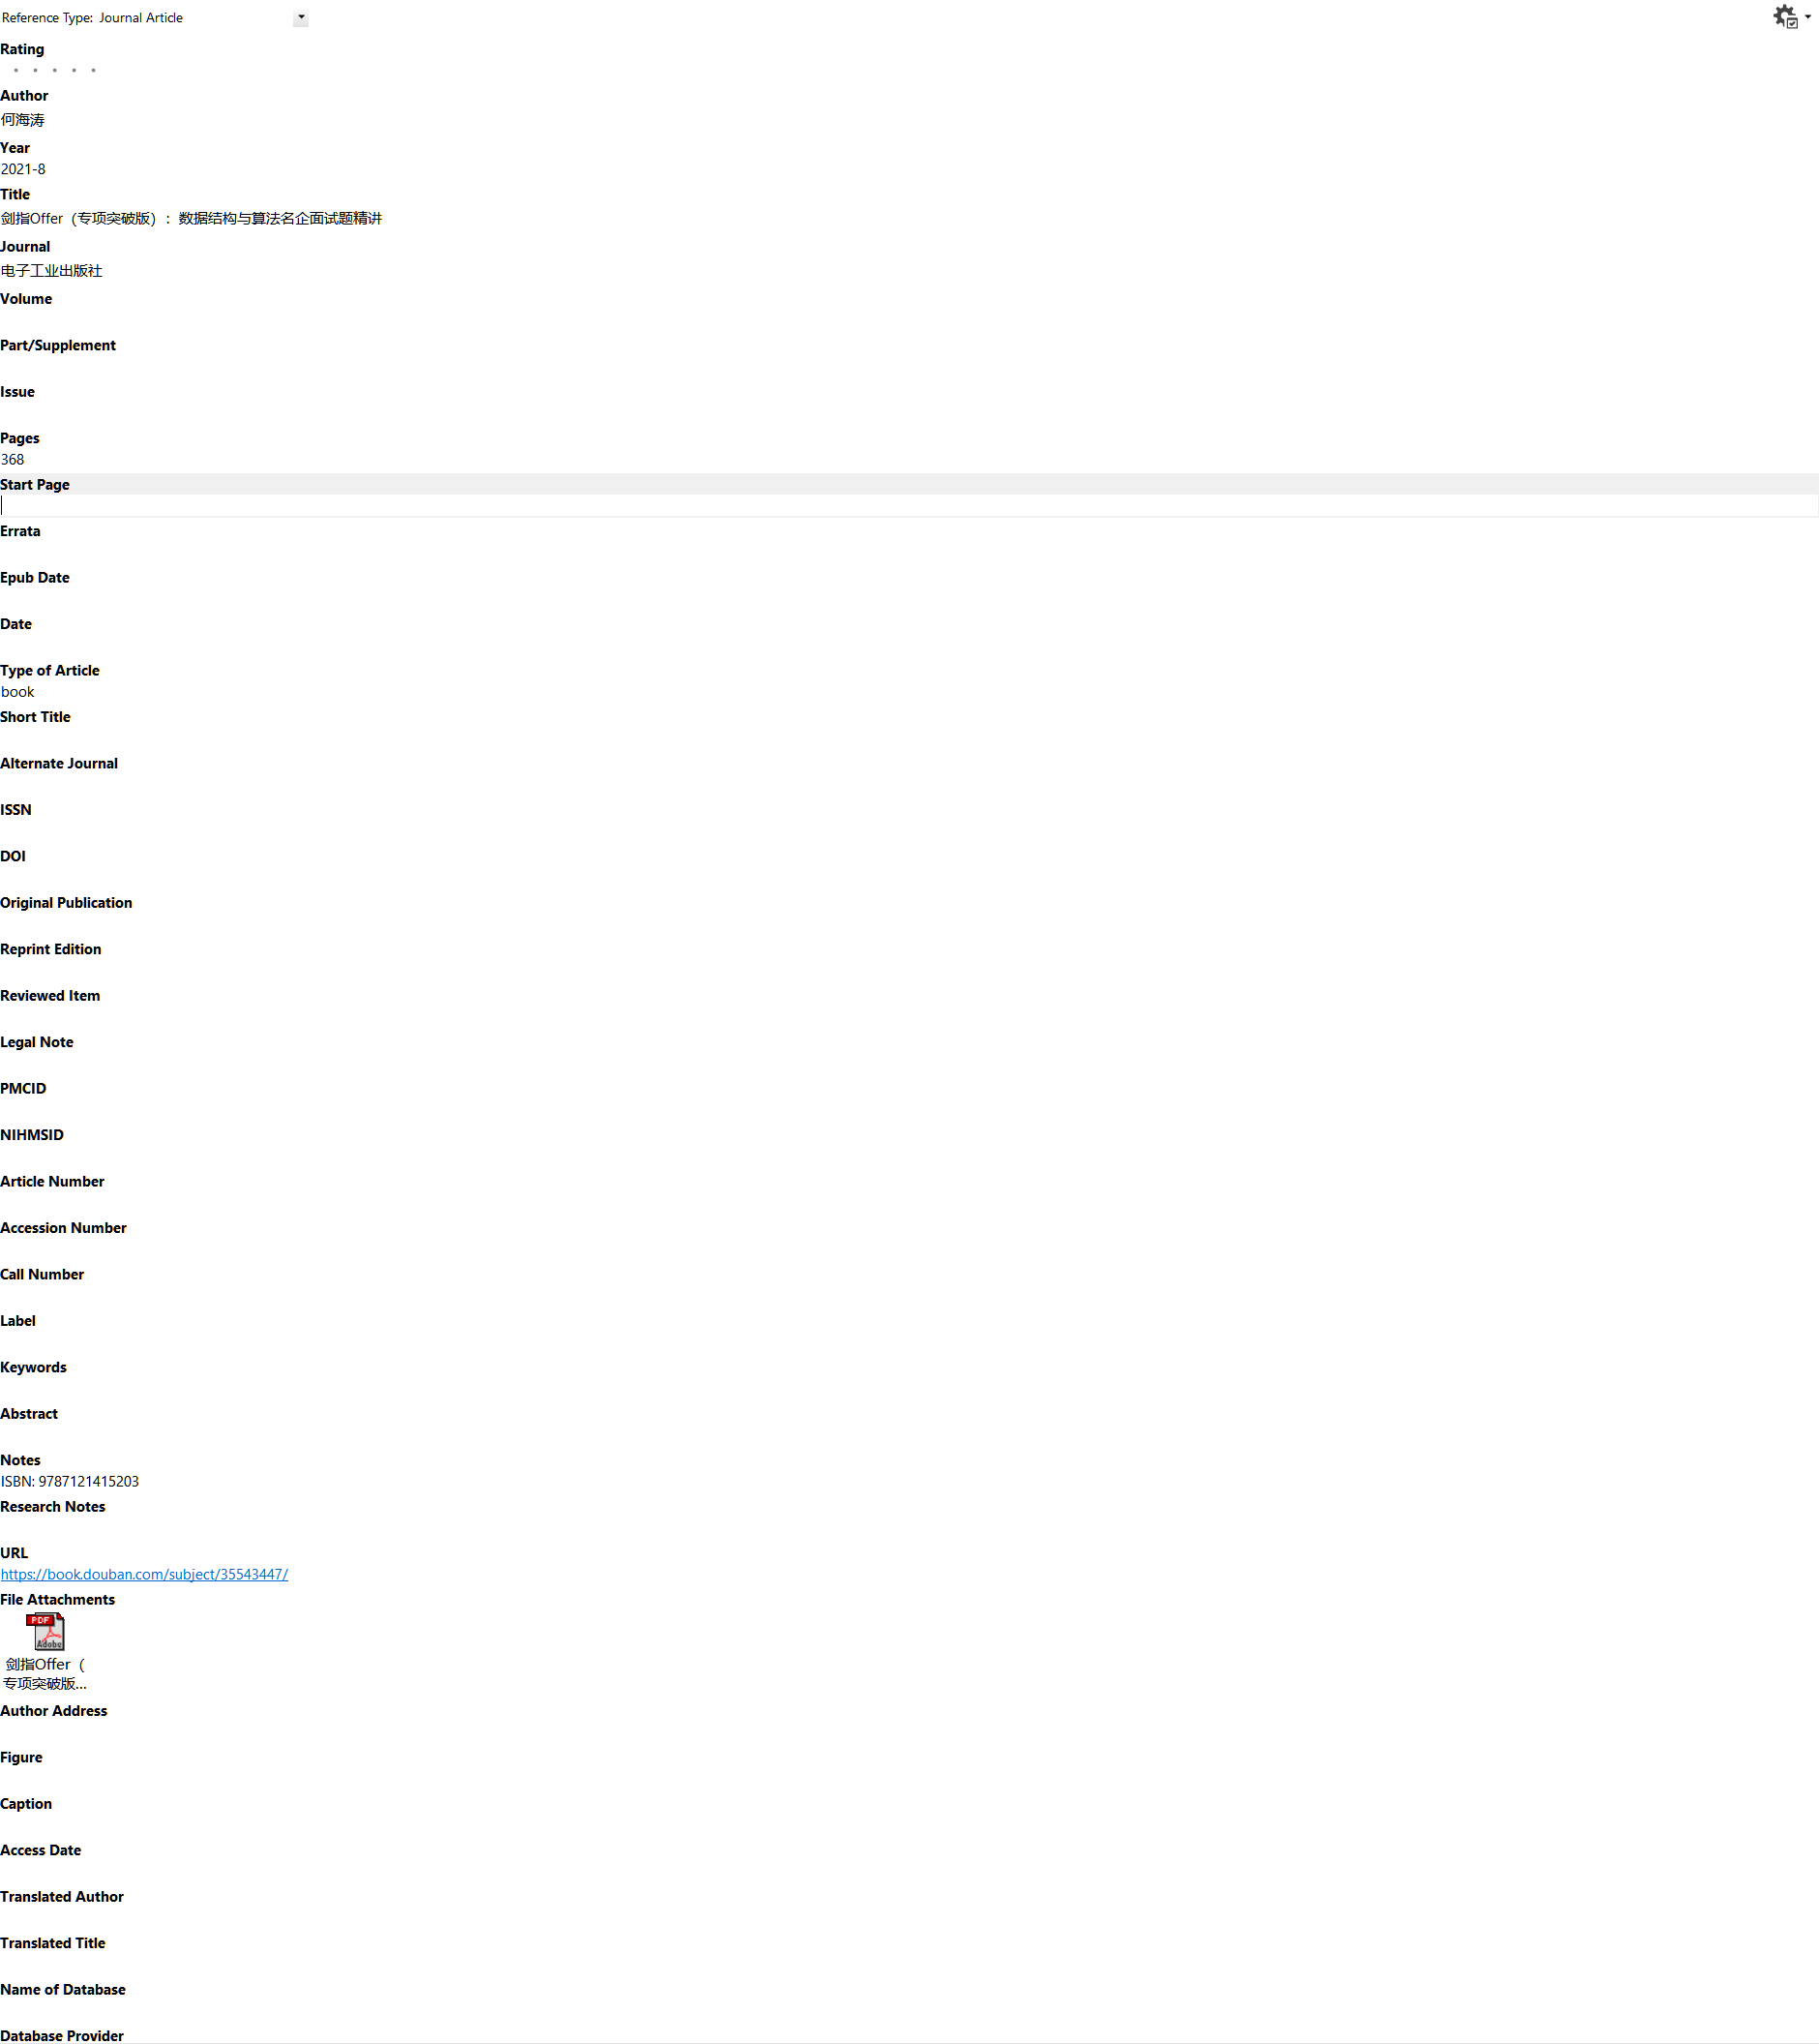 Reference Type: Journal Article
Rating
Author
何海涛
Year
2021-8
Title
剑指Offer（专项突破版）：数据结构与算法名企面试题精讲
Journal
电子工业出版社
Volume
Part/Supplement
Issue
Pages
368
Start Page
Errata
Epub Date
Date
Type of Article
book
Short Title
Alternate Journal
ISSN
DOI
Original Publication
Reprint Edition
Reviewed Item
Legal Note
PMCID
NIHMSID
Article Number
Accession Number
Call Number
Label
Keywords
Abstract
Notes
ISBN: 9787121415203
Research Notes
URL
https://book.douban.com/subject/35543447/
File Attachments
PDF
Adobe
剑指Offer（
专项突破版...
Author Address
Figure
Caption
Access Date
Translated Author
Translated Title
Name of Database
Database Provider